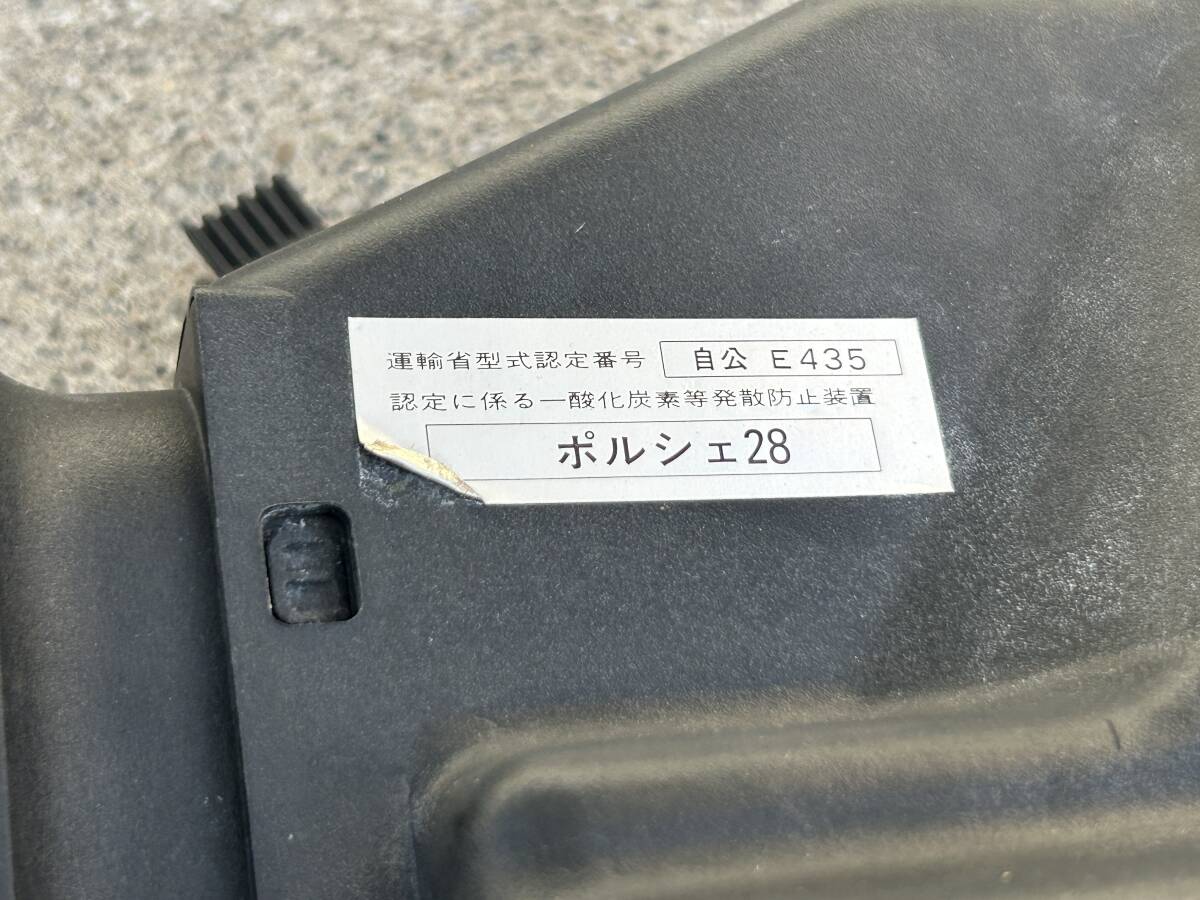 運輸省型式認定番号 自公 E435
認定に係る一酸化炭素等発散防止装置
ポルシェ28